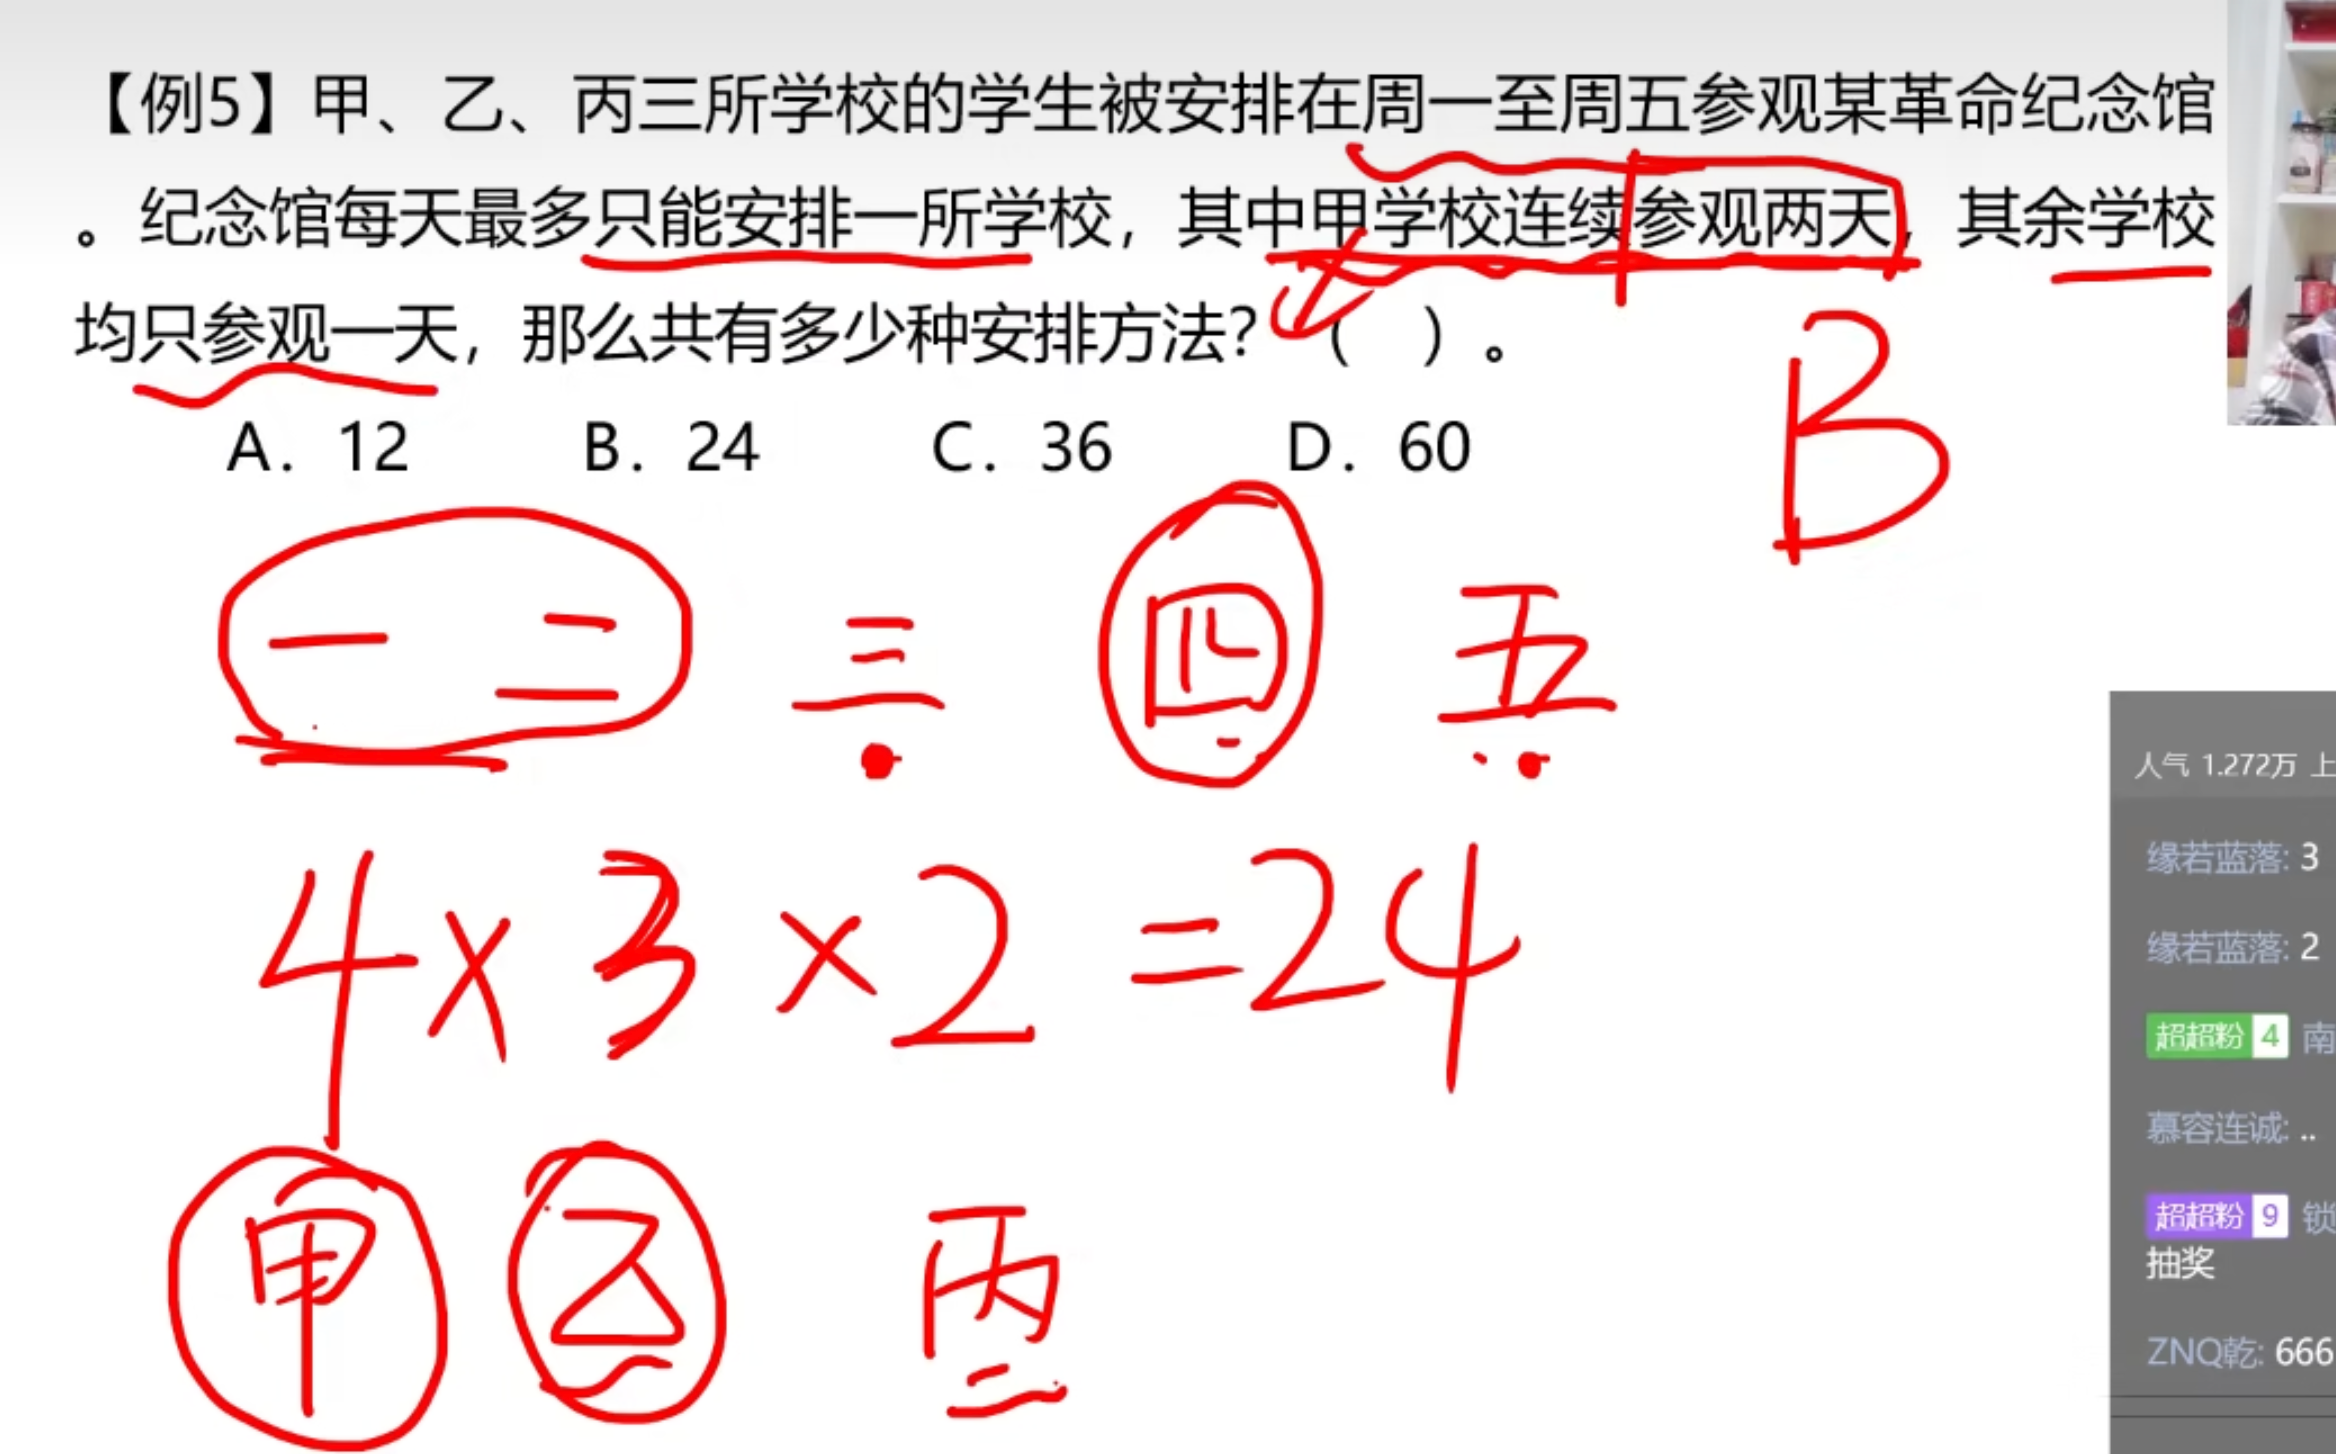 【例5】甲、乙、丙三所学校的学生被安排在周一至周五参观某革命纪念馆
。纪念馆每天最多只能安排一所学校，其中甲学校连续参观两天，其余学校
均只参观一天，那么共有多少种安排方法？（ ）。
A．12 B．24 C．36 D．60
B
一 二 三 四 五
4×3×2=24
甲 乙 丙
人气 1.272万 上
缘若蓝落: 3
缘若蓝落: 2
超超粉 4 南
慕容连诚: ..
超超粉 9 锁
抽奖
ZNQ乾: 666